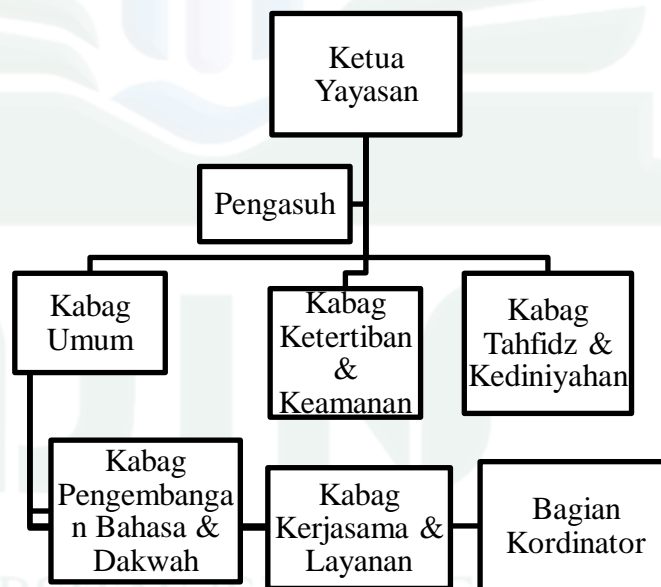 Ketua
Yayasan
Pengasuh
Kabag
Umum
Kabag
Ketertiban
&
Keamanan
Kabag
Tahfidz &
Kediniyahan
Kabag
Pengembanga
n Bahasa &
Dakwah
Kabag
Kerjasama &
Layanan
Bagian
Kordinator